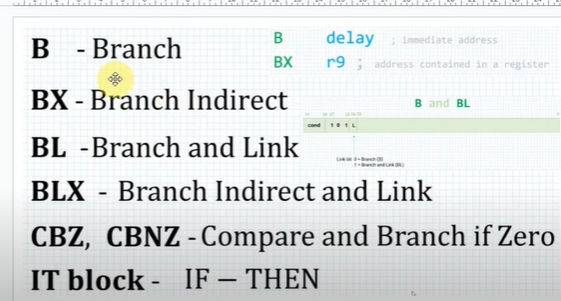 B - Branch
B delay ; immediate address
BX r9 ; address contained in a register
BX - Branch Indirect
B and BL
cond 1 0 1 L
BL -Branch and Link
Link bit 0 = Branch (B)
1 = Branch and Link (BL)
BLX - Branch Indirect and Link
CBZ, CBNZ - Compare and Branch if Zero
IT block - IF – THEN